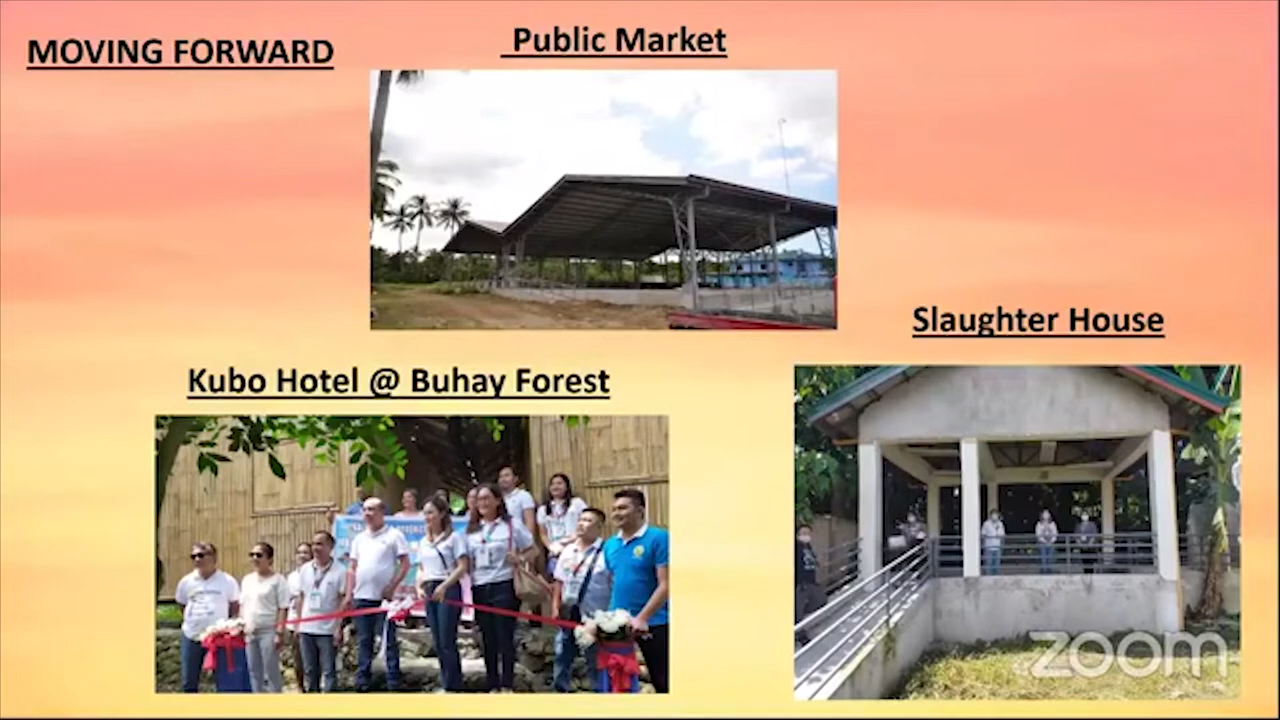 MOVING FORWARD
Public Market
Slaughter House
Kubo Hotel @ Buhay Forest
zoom